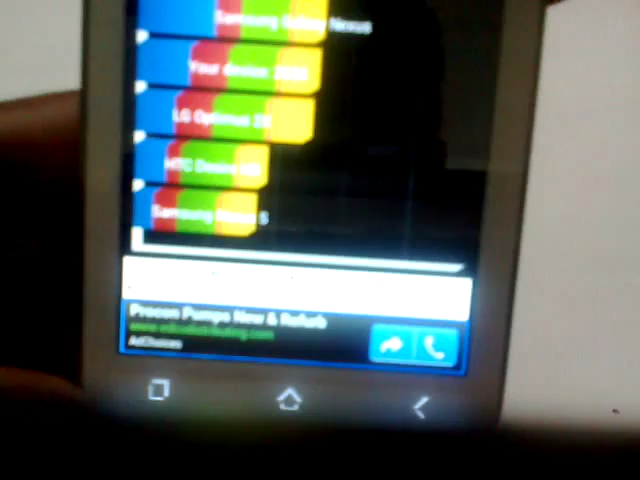 Samsung Galaxy Nexus
Your device:
LG Optimus 2X
HTC Desire HD
Samsung Nexus S
Procon Pumps New & Refurb
AdChoices